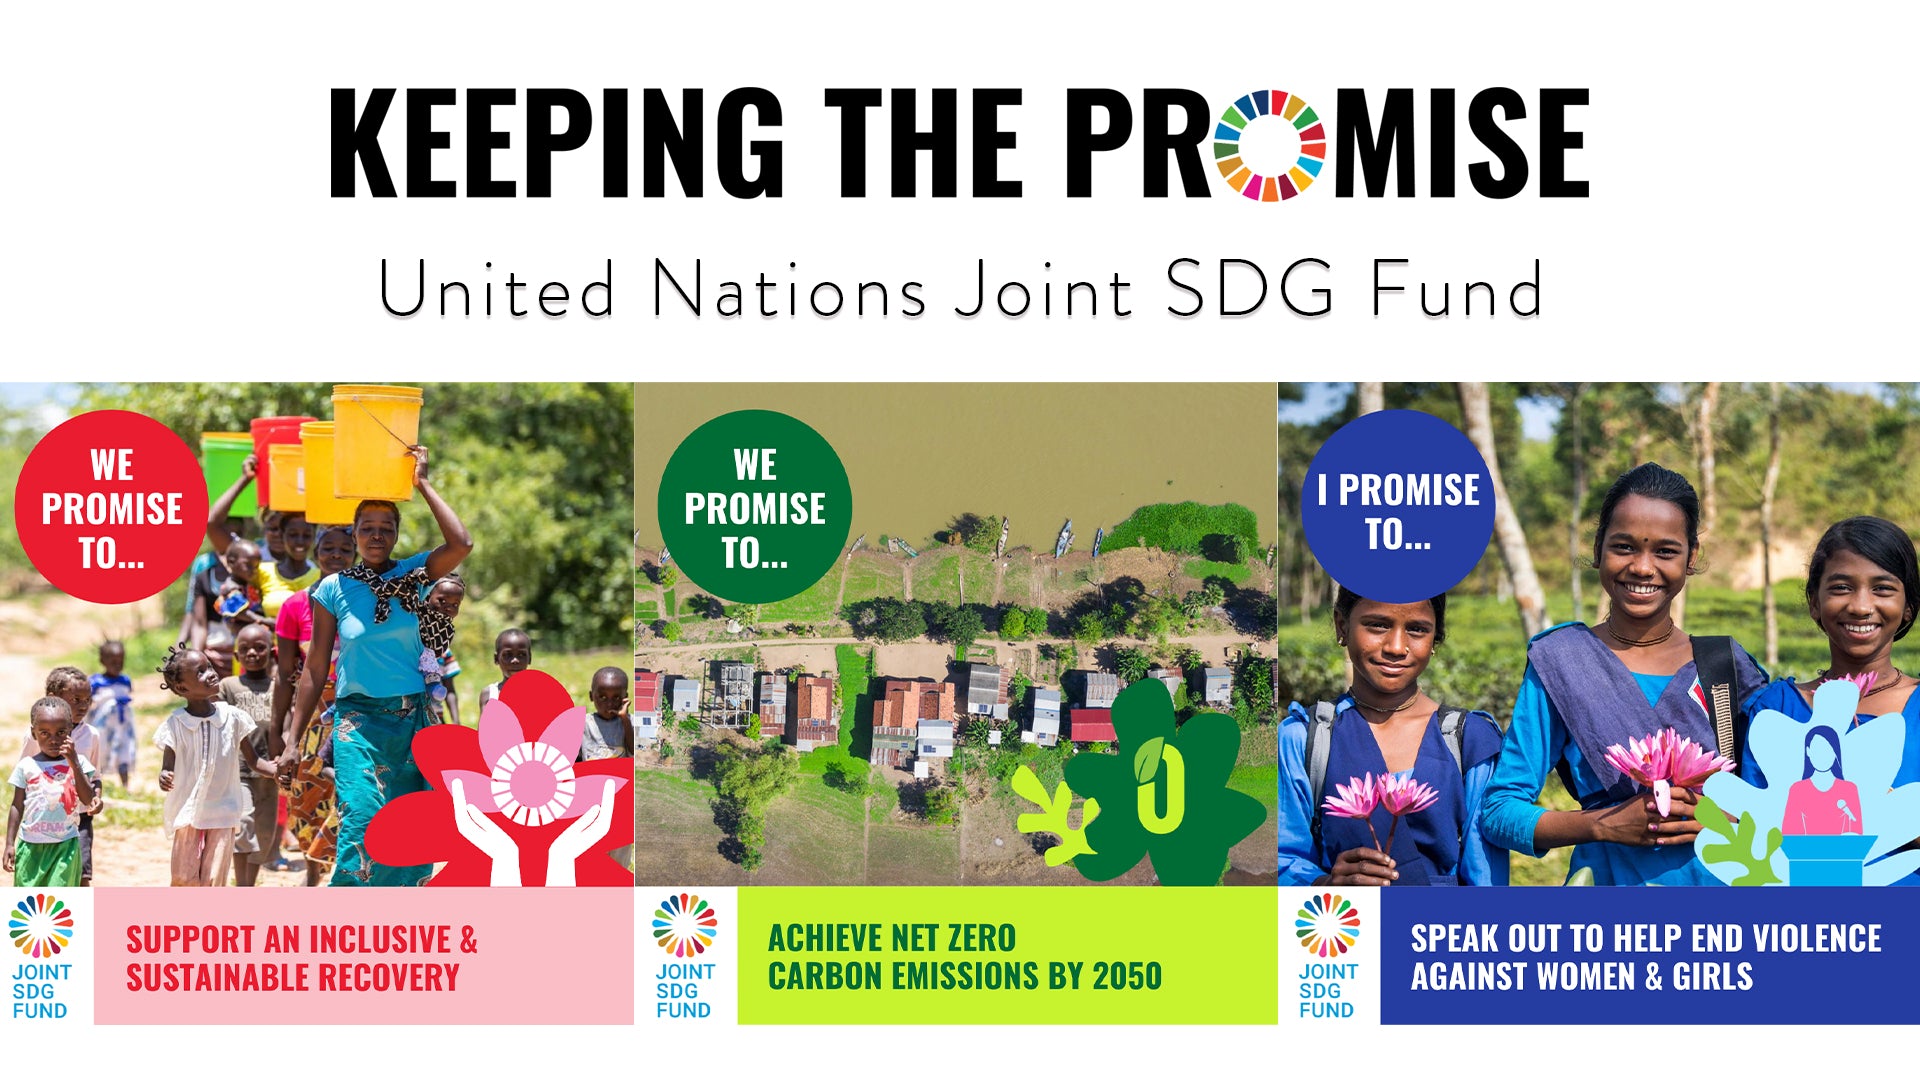 KEEPING THE PROMISE
United Nations Joint SDG Fund
WE
PROMISE
TO...
WE
PROMISE
TO...
I PROMISE
TO...
DREAM
0
JOINT
SDG
FUND
SUPPORT AN INCLUSIVE &
SUSTAINABLE RECOVERY
JOINT
SDG
FUND
ACHIEVE NET ZERO
CARBON EMISSIONS BY 2050
JOINT
SDG
FUND
SPEAK OUT TO HELP END VIOLENCE
AGAINST WOMEN & GIRLS